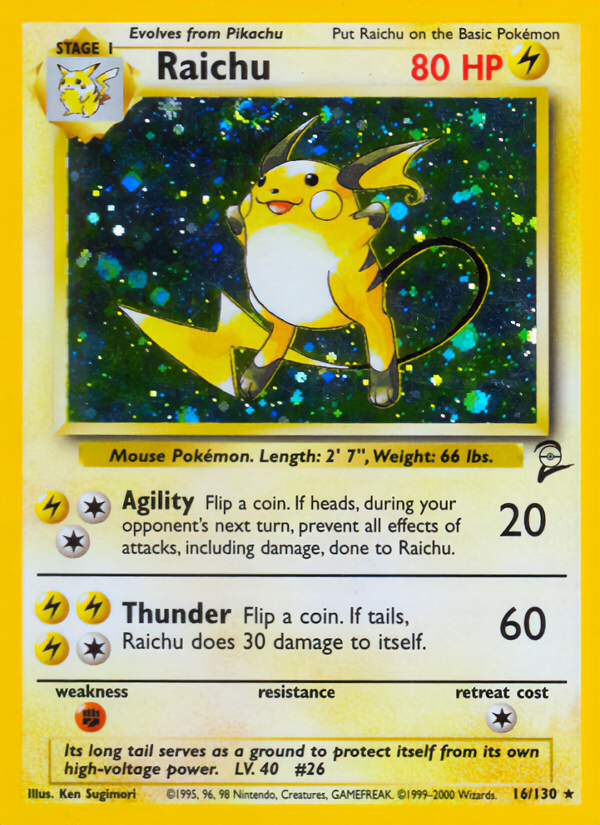 Evolves from Pikachu
Put Raichu on the Basic Pokémon
STAGE 1
Raichu
80 HP
Mouse Pokémon. Length: 2' 7", Weight: 66 lbs.
Agility Flip a coin. If heads, during your
opponent's next turn, prevent all effects of
attacks, including damage, done to Raichu.
20
Thunder Flip a coin. If tails,
Raichu does 30 damage to itself.
60
weakness
resistance
retreat cost
Its long tail serves as a ground to protect itself from its own
high-voltage power. LV. 40 #26
Illus. Ken Sugimori
©1995, 96, 98 Nintendo, Creatures, GAMEFREAK. ©1999-2000 Wizards.
16/130 ★